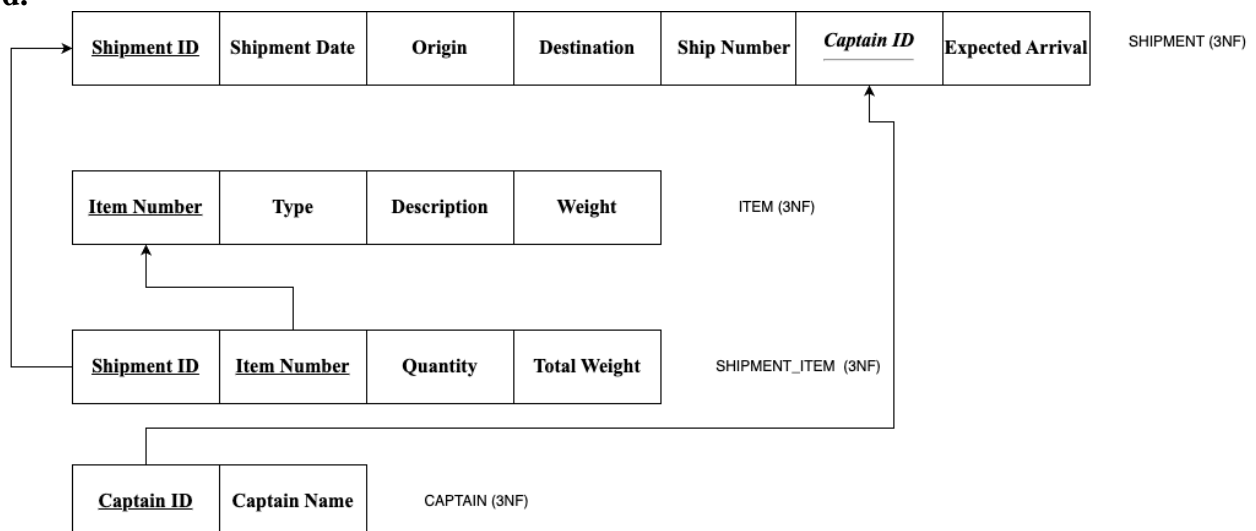 d.
Shipment ID Shipment Date Origin Destination Ship Number Captain ID Expected Arrival SHIPMENT (3NF)
Item Number Type Description Weight ITEM (3NF)
Shipment ID Item Number Quantity Total Weight SHIPMENT_ITEM (3NF)
Captain ID Captain Name CAPTAIN (3NF)